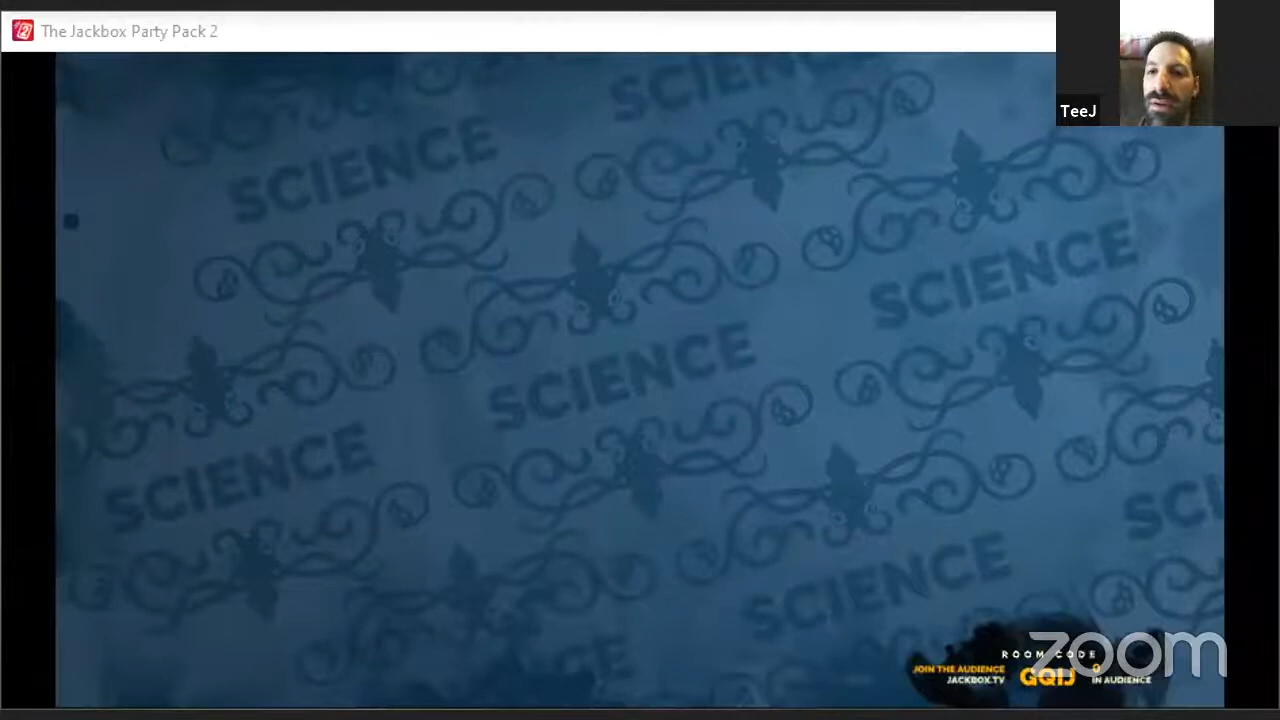 The Jackbox Party Pack 2
TeeJ
SCIENCE
SCIENCE
SCIENCE
SCIENCE
SCIENCE
SCIENCE
zoom
ROOM CODE
JOIN THE AUDIENCE
JACKBOX.TV
GQIJ
0
IN AUDIENCE